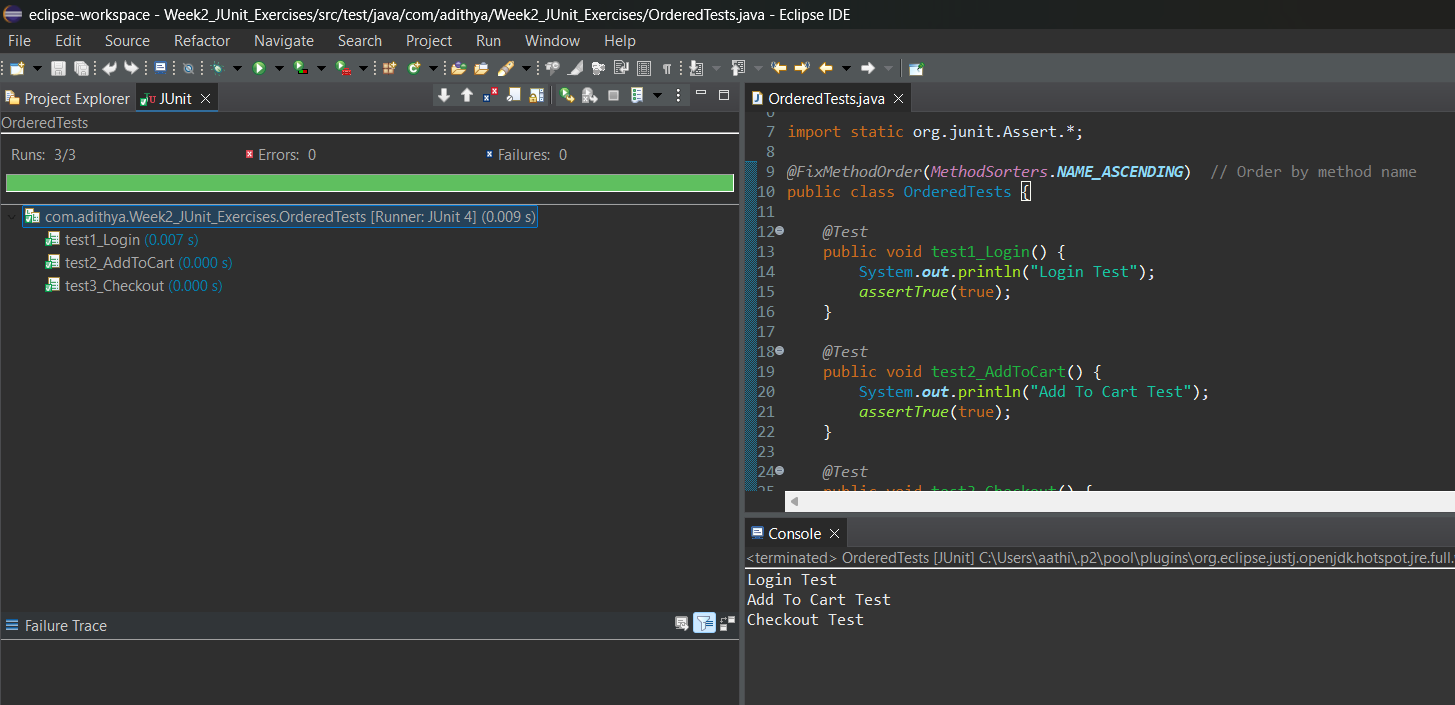 eclipse-workspace - Week2_JUnit_Exercises/src/test/java/com/adithya/Week2_JUnit_Exercises/OrderedTests.java - Eclipse IDE
File Edit Source Refactor Navigate Search Project Run Window Help
Project Explorer JUnit
OrderedTests
Runs: 3/3 Errors: 0 Failures: 0
com.adithya.Week2_JUnit_Exercises.OrderedTests [Runner: JUnit 4] (0.009 s)
test1_Login (0.007 s)
test2_AddToCart (0.000 s)
test3_Checkout (0.000 s)
Failure Trace
OrderedTests.java
7 import static org.junit.Assert.*;
8
9 @FixMethodOrder(MethodSorters.NAME_ASCENDING)  // Order by method name
10 public class OrderedTests {
11
12     @Test
13     public void test1_Login() {
14         System.out.println("Login Test");
15         assertTrue(true);
16     }
17
18     @Test
19     public void test2_AddToCart() {
20         System.out.println("Add To Cart Test");
21         assertTrue(true);
22     }
23
24     @Test
25     public void test3_Checkout() {
Console
<terminated> OrderedTests [JUnit] C:\Users\aathi\.p2\pool\plugins\org.eclipse.justj.openjdk.hotspot.jre.full.
Login Test
Add To Cart Test
Checkout Test